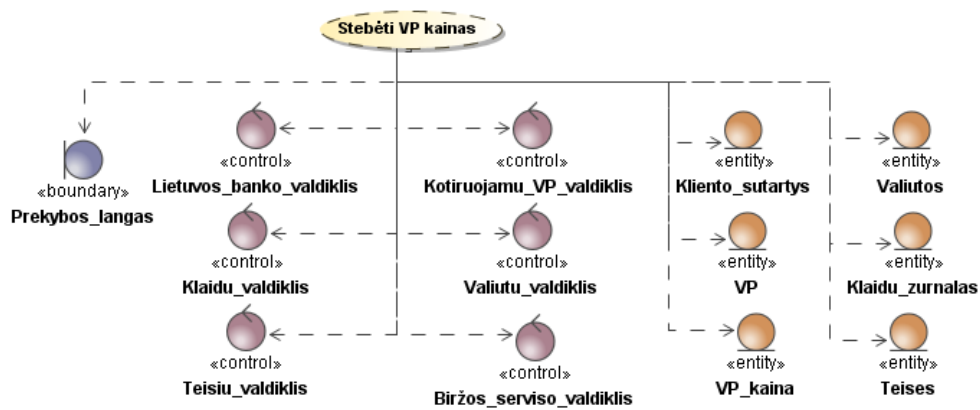 Stebėti VP kainas
«boundary»
Prekybos_langas
«control»
Lietuvos_banko_valdiklis
«control»
Kotiruojamu_VP_valdiklis
«entity»
Kliento_sutartys
«entity»
Valiutos
«control»
Klaidu_valdiklis
«control»
Valiutu_valdiklis
«entity»
VP
«entity»
Klaidu_zurnalas
«control»
Teisiu_valdiklis
«control»
Biržos_serviso_valdiklis
«entity»
VP_kaina
«entity»
Teises